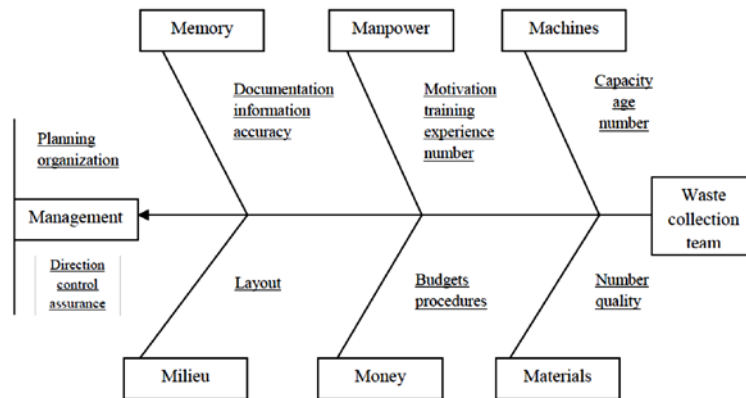 Memory
Manpower
Machines
Documentation
information
accuracy
Motivation
training
experience
number
Capacity
age
number
Planning
organization
Management
Waste
collection
team
Direction
control
assurance
Layout
Budgets
procedures
Number
quality
Milieu
Money
Materials